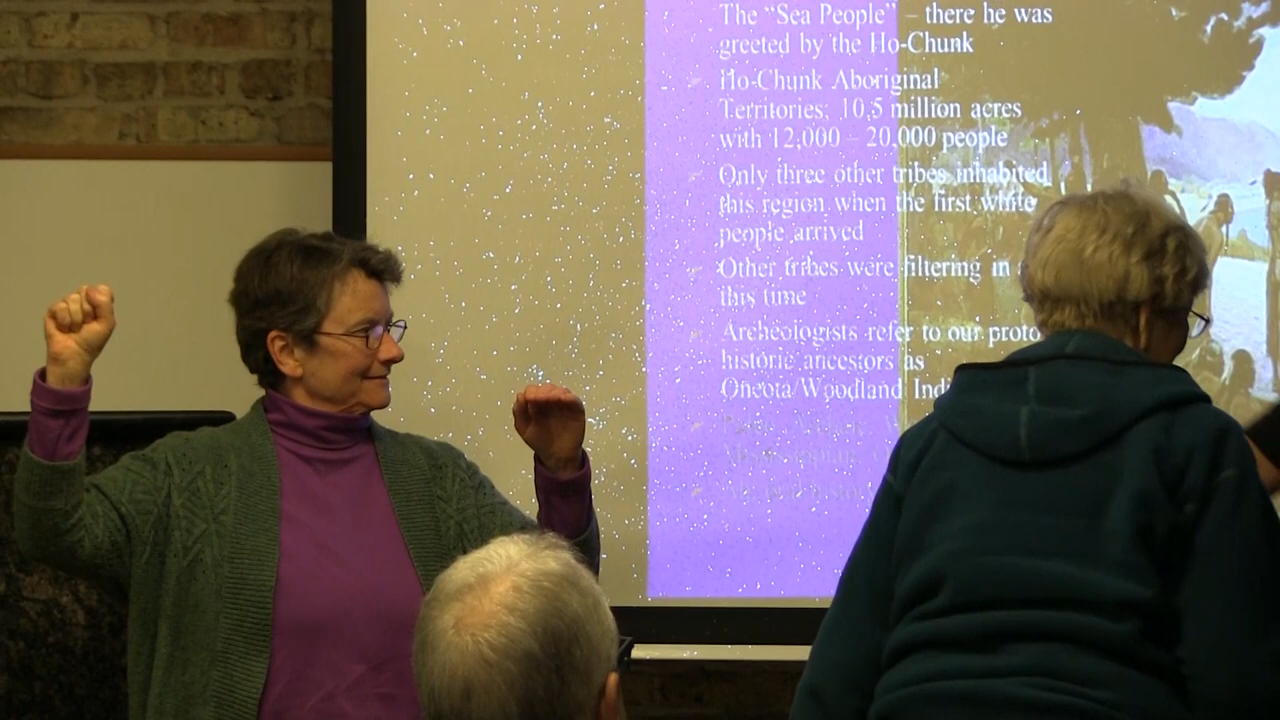 The “Sea People” – there he was
greeted by the Ho-Chunk
Ho-Chunk Aboriginal
Territories; 10.5 million acres
with 12,000 – 20,000 people
Only three other tribes inhabited
this region when the first white
people arrived
Other tribes were filtering in
this time
Archeologists refer to our proto
historic ancestors as
Oneota/Woodland